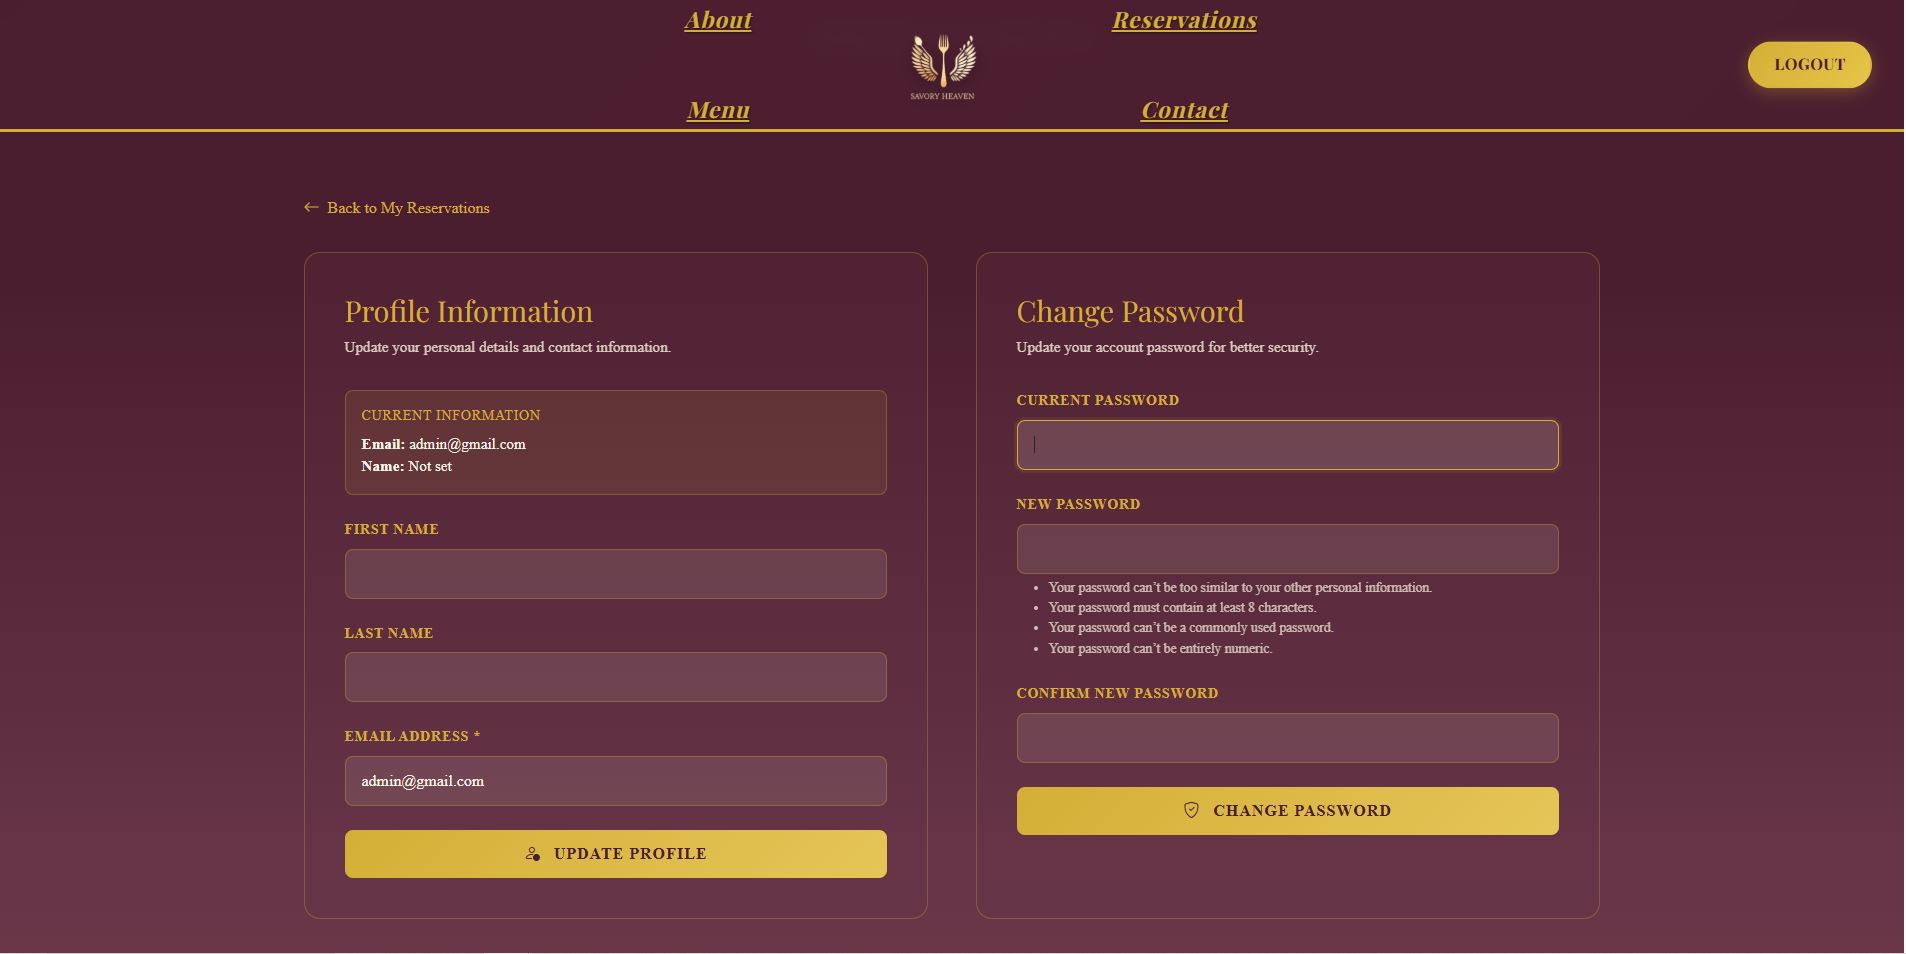 About
Reservations
SAVORY HEAVEN
LOGOUT
Menu
Contact
Back to My Reservations
Profile Information
Update your personal details and contact information.
CURRENT INFORMATION
Email: admin@gmail.com
Name: Not set
FIRST NAME
LAST NAME
EMAIL ADDRESS *
admin@gmail.com
UPDATE PROFILE
Change Password
Update your account password for better security.
CURRENT PASSWORD
NEW PASSWORD
• Your password can’t be too similar to your other personal information.
• Your password must contain at least 8 characters.
• Your password can’t be a commonly used password.
• Your password can’t be entirely numeric.
CONFIRM NEW PASSWORD
CHANGE PASSWORD